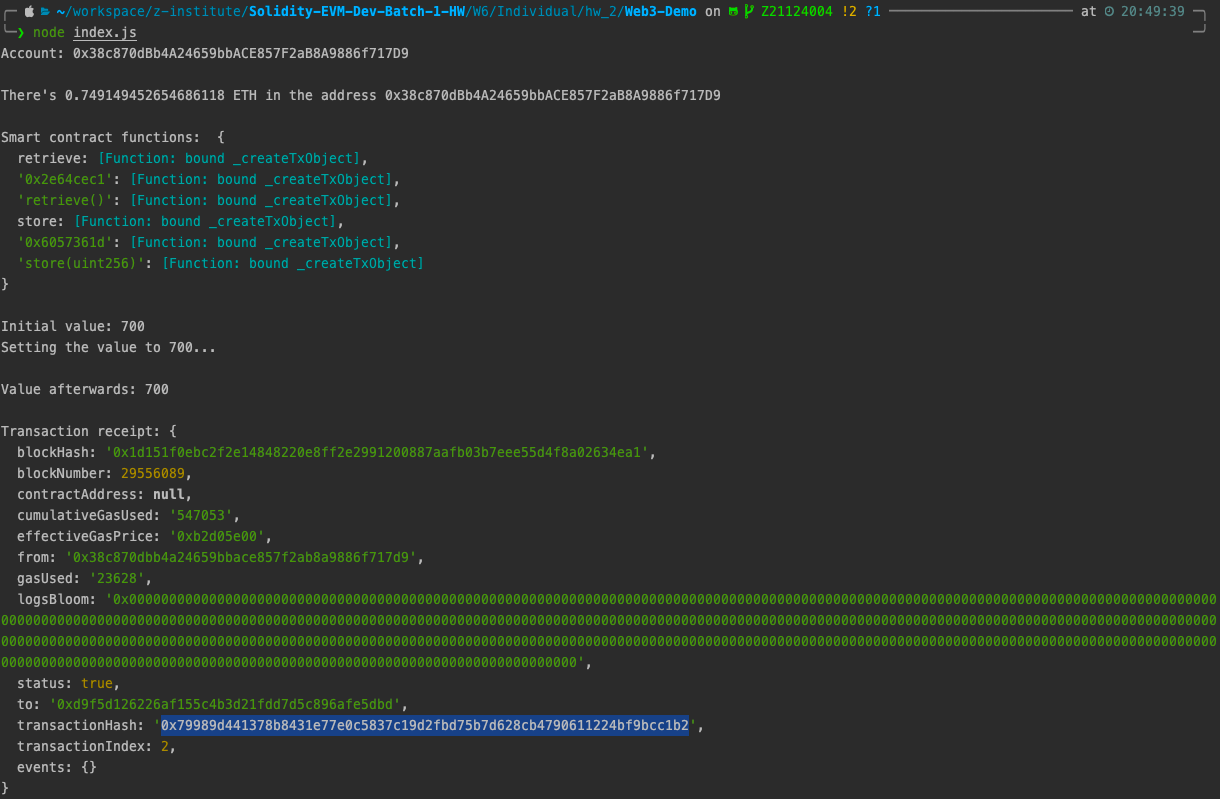 ~/workspace/z-institute/Solidity-EVM-Dev-Batch-1-HW/W6/Individual/hw_2/Web3-Demo on Z21124004 !2 ?1 at 20:49:39
❯ node index.js
Account: 0x38c870dBb4A24659bbACE857F2aB8A9886f717D9
There's 0.749149452654686118 ETH in the address 0x38c870dBb4A24659bbACE857F2aB8A9886f717D9
Smart contract functions:  {
  retrieve: [Function: bound _createTxObject],
  '0x2e64cec1': [Function: bound _createTxObject],
  'retrieve()': [Function: bound _createTxObject],
  store: [Function: bound _createTxObject],
  '0x6057361d': [Function: bound _createTxObject],
  'store(uint256)': [Function: bound _createTxObject]
}
Initial value: 700
Setting the value to 700...
Value afterwards: 700
Transaction receipt: {
  blockHash: '0x1d151f0ebc2f2e14848220e8ff2e2991200887aafb03b7eee55d4f8a02634ea1',
  blockNumber: 29556089,
  contractAddress: null,
  cumulativeGasUsed: '547053',
  effectiveGasPrice: '0xb2d05e00',
  from: '0x38c870dbb4a24659bbace857f2ab8a9886f717d9',
  gasUsed: '23628',
  logsBloom: '0x0000000000000000000000000000000000000000000000000000000000000000000000000000000000000000000000000000000000000000000000000000000000000000
00000000000000000000000000000000000000000000000000000000000000000000000000000000000000000000000000000000000000000000000000000000000000000000000000000000
00000000000000000000000000000000000000000000000000000000000000000000000000000000000000000000000000000000000000000000000000000000000000000000000000000000
000000000000000000000000000000000000000000000000000000000000000000000000',
  status: true,
  to: '0xd9f5d126226af155c4b3d21fdd7d5c896afe5dbd',
  transactionHash: '0x79989d441378b8431e77e0c5837c19d2fbd75b7d628cb4790611224bf9bcc1b2',
  transactionIndex: 2,
  events: {}
}